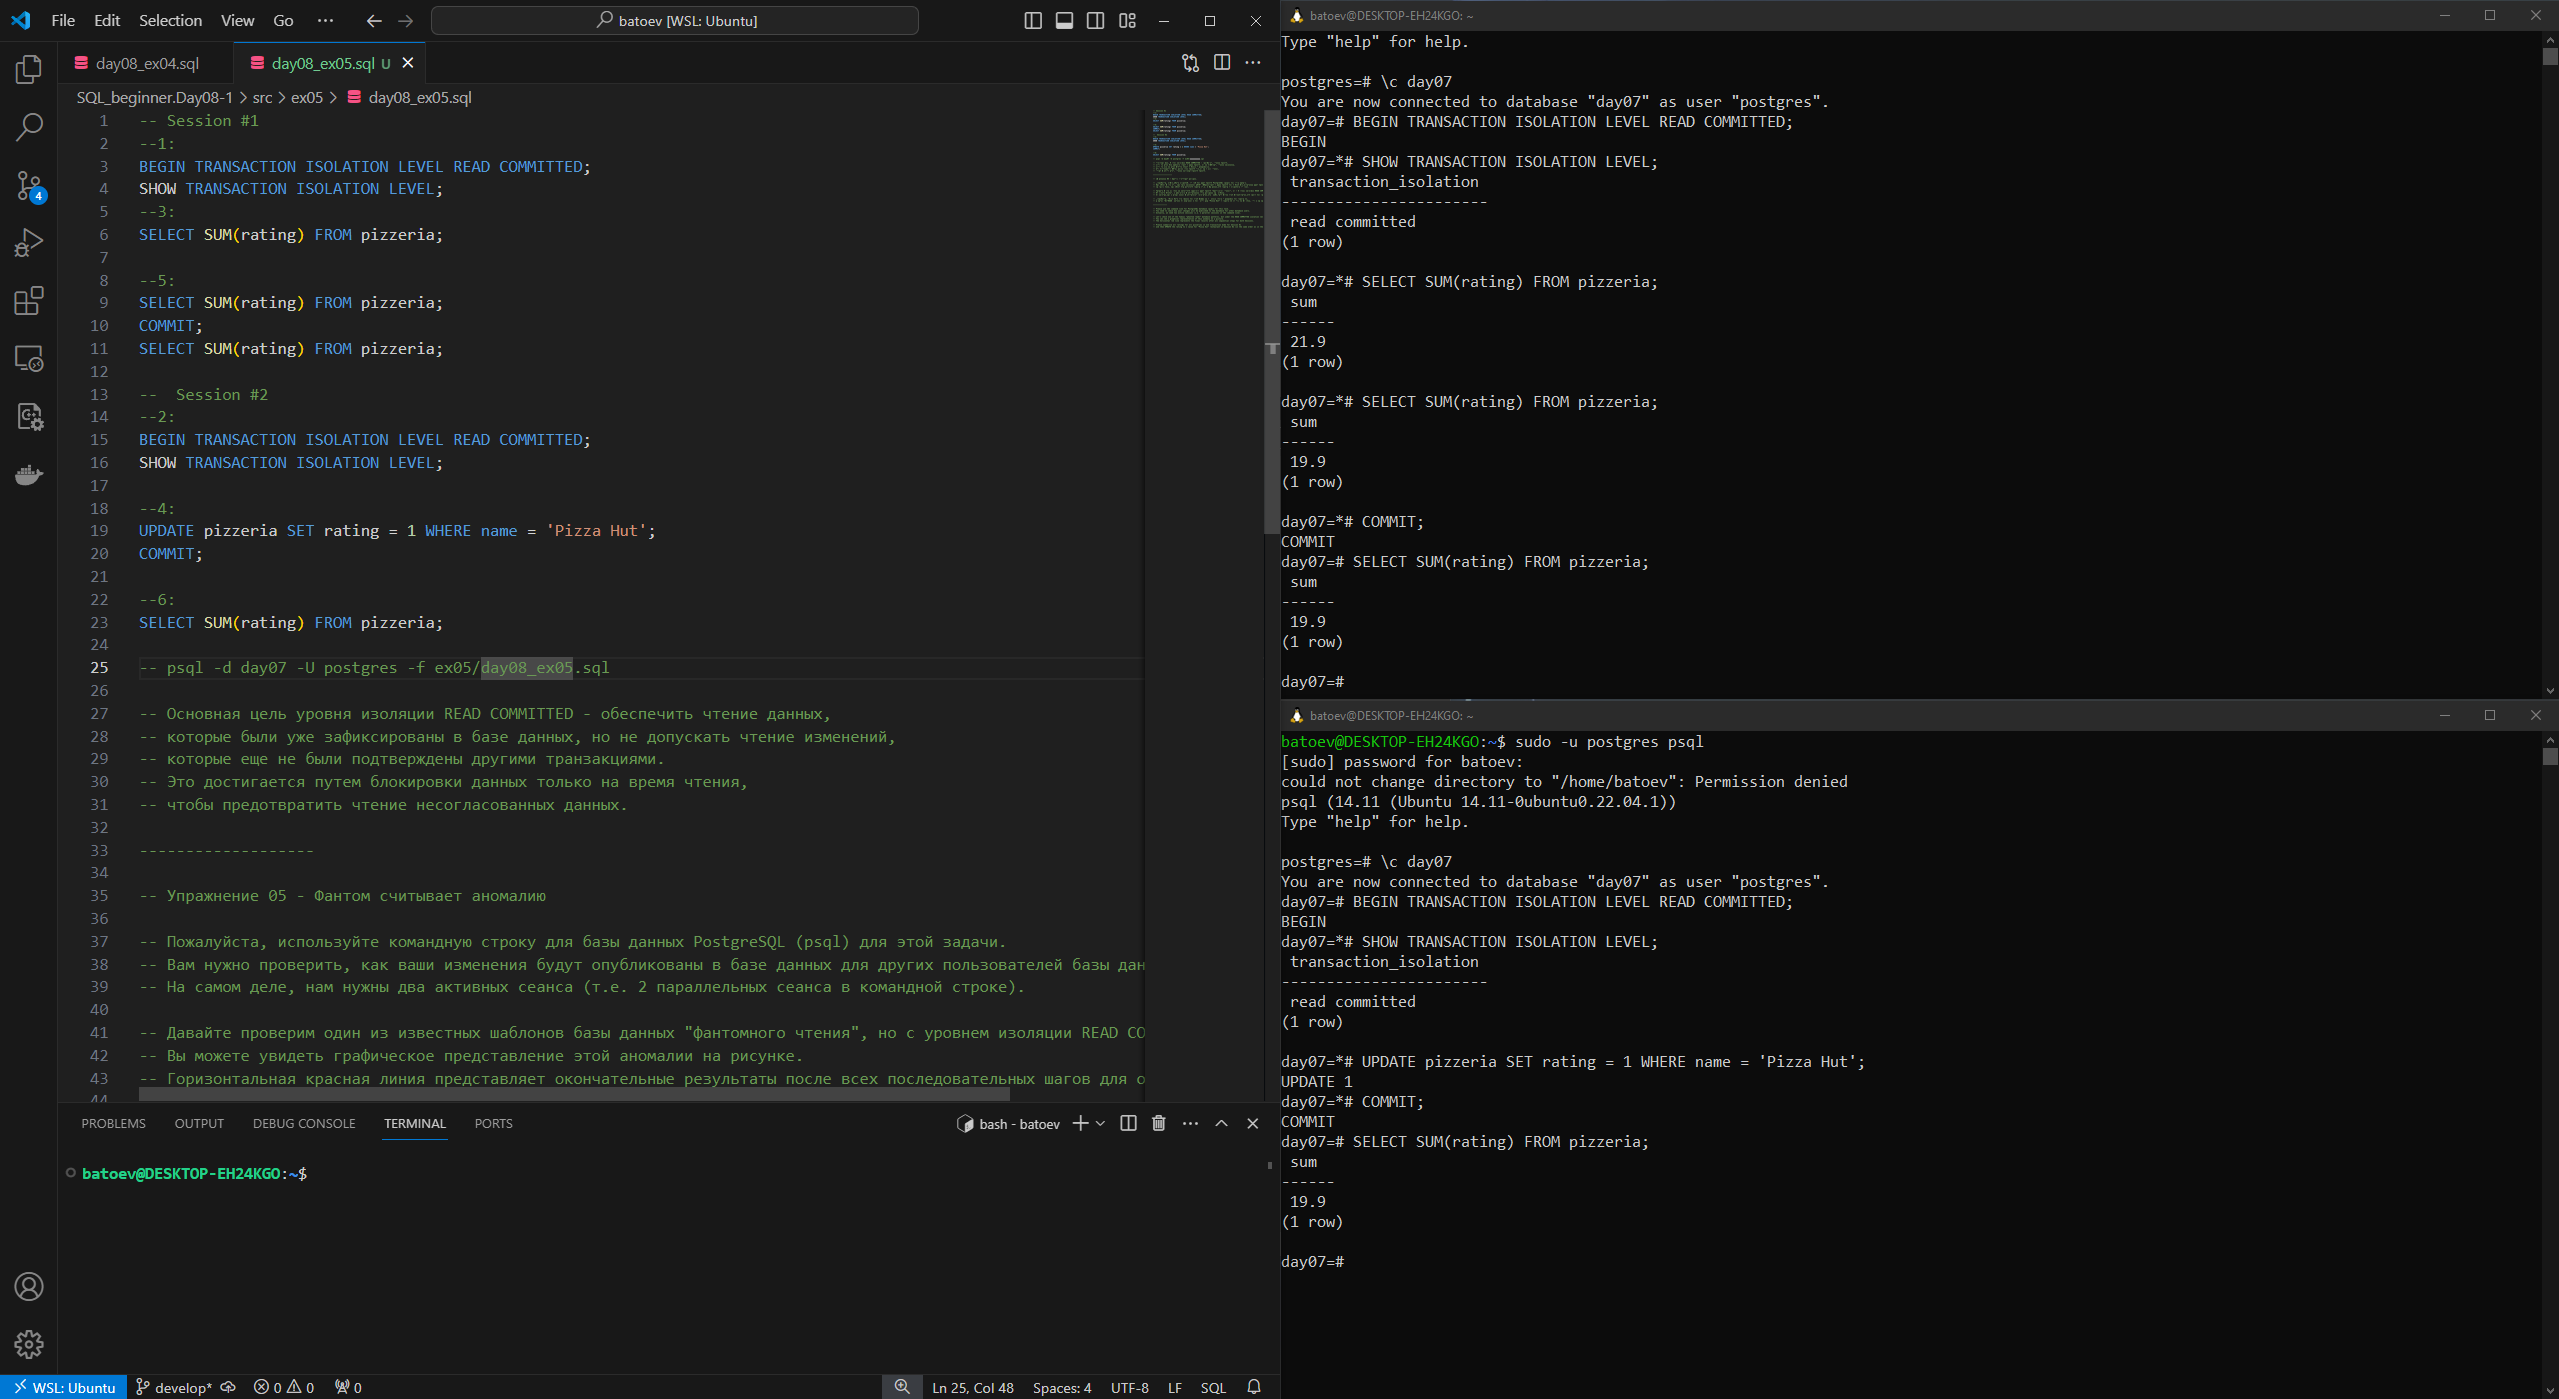 File Edit Selection View Go ··· batoev [WSL: Ubuntu]
day08_ex04.sql
day08_ex05.sql U
SQL_beginner.Day08-1 > src > ex05 > day08_ex05.sql
1 -- Session #1
2 --1:
3 BEGIN TRANSACTION ISOLATION LEVEL READ COMMITTED;
4 SHOW TRANSACTION ISOLATION LEVEL;
5 --3:
6 SELECT SUM(rating) FROM pizzeria;
7
8 --5:
9 SELECT SUM(rating) FROM pizzeria;
10 COMMIT;
11 SELECT SUM(rating) FROM pizzeria;
12
13 --  Session #2
14 --2:
15 BEGIN TRANSACTION ISOLATION LEVEL READ COMMITTED;
16 SHOW TRANSACTION ISOLATION LEVEL;
17
18 --4:
19 UPDATE pizzeria SET rating = 1 WHERE name = 'Pizza Hut';
20 COMMIT;
21
22 --6:
23 SELECT SUM(rating) FROM pizzeria;
24
25 -- psql -d day07 -U postgres -f ex05/day08_ex05.sql
26
27 -- Основная цель уровня изоляции READ COMMITTED - обеспечить чтение данных,
28 -- которые были уже зафиксированы в базе данных, но не допускать чтение изменений,
29 -- которые еще не были подтверждены другими транзакциями.
30 -- Это достигается путем блокировки данных только на время чтения,
31 -- чтобы предотвратить чтение несогласованных данных.
32
33 -------------------
34
35 -- Упражнение 05 - Фантом считывает аномалию
36
37 -- Пожалуйста, используйте командную строку для базы данных PostgreSQL (psql) для этой задачи.
38 -- Вам нужно проверить, как ваши изменения будут опубликованы в базе данных для других пользователей базы дан
39 -- На самом деле, нам нужны два активных сеанса (т.е. 2 параллельных сеанса в командной строке).
40
41 -- Давайте проверим один из известных шаблонов базы данных "фантомного чтения", но с уровнем изоляции READ CO
42 -- Вы можете увидеть графическое представление этой аномалии на рисунке.
43 -- Горизонтальная красная линия представляет окончательные результаты после всех последовательных шагов для о
44
4
PROBLEMS OUTPUT DEBUG CONSOLE TERMINAL PORTS bash - batoev
batoev@DESKTOP-EH24KGO:~$
WSL: Ubuntu develop* 0 0 0 Ln 25, Col 48 Spaces: 4 UTF-8 LF SQL
batoev@DESKTOP-EH24KGO: ~
Type "help" for help.
postgres=# \c day07
You are now connected to database "day07" as user "postgres".
day07=# BEGIN TRANSACTION ISOLATION LEVEL READ COMMITTED;
BEGIN
day07=*# SHOW TRANSACTION ISOLATION LEVEL;
transaction_isolation
-----------------------
read committed
(1 row)
day07=*# SELECT SUM(rating) FROM pizzeria;
sum
------
21.9
(1 row)
day07=*# SELECT SUM(rating) FROM pizzeria;
sum
------
19.9
(1 row)
day07=*# COMMIT;
COMMIT
day07=# SELECT SUM(rating) FROM pizzeria;
sum
------
19.9
(1 row)
day07=#
batoev@DESKTOP-EH24KGO: ~
batoev@DESKTOP-EH24KGO:~$ sudo -u postgres psql
[sudo] password for batoev:
could not change directory to "/home/batoev": Permission denied
psql (14.11 (Ubuntu 14.11-0ubuntu0.22.04.1))
Type "help" for help.
postgres=# \c day07
You are now connected to database "day07" as user "postgres".
day07=# BEGIN TRANSACTION ISOLATION LEVEL READ COMMITTED;
BEGIN
day07=*# SHOW TRANSACTION ISOLATION LEVEL;
transaction_isolation
-----------------------
read committed
(1 row)
day07=*# UPDATE pizzeria SET rating = 1 WHERE name = 'Pizza Hut';
UPDATE 1
day07=*# COMMIT;
COMMIT
day07=# SELECT SUM(rating) FROM pizzeria;
sum
------
19.9
(1 row)
day07=#